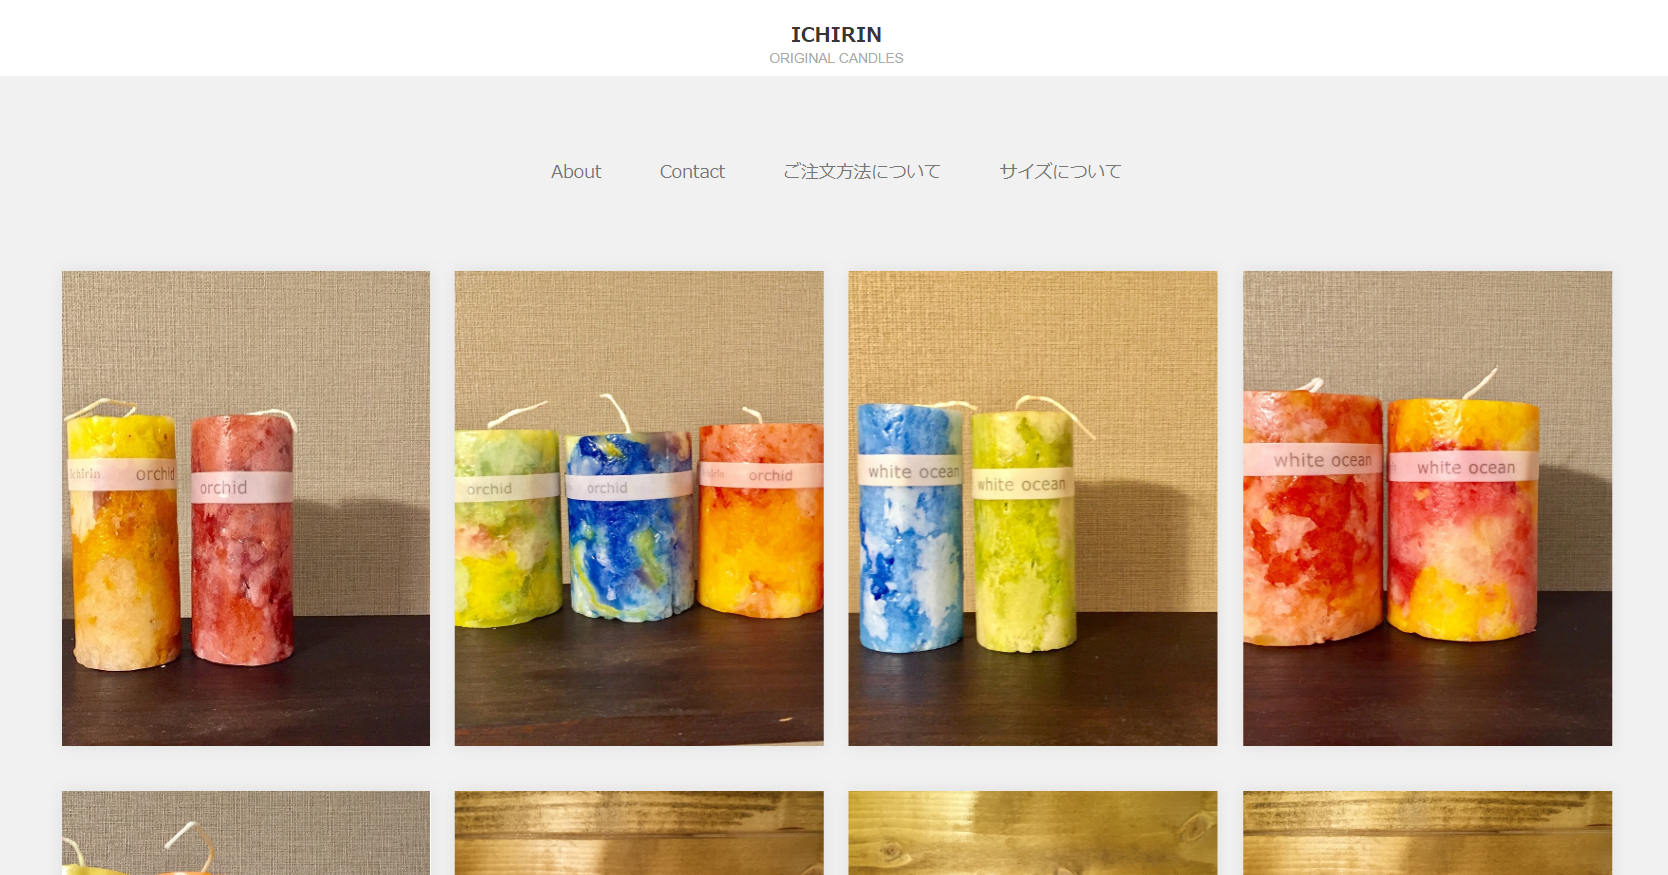 ICHIRIN
ORIGINAL CANDLES
About
Contact
ご注文方法について
サイズについて
ichirin
orchid
orchid
orchid
orchid
orchid
white ocean
white ocean
white ocean
white ocean